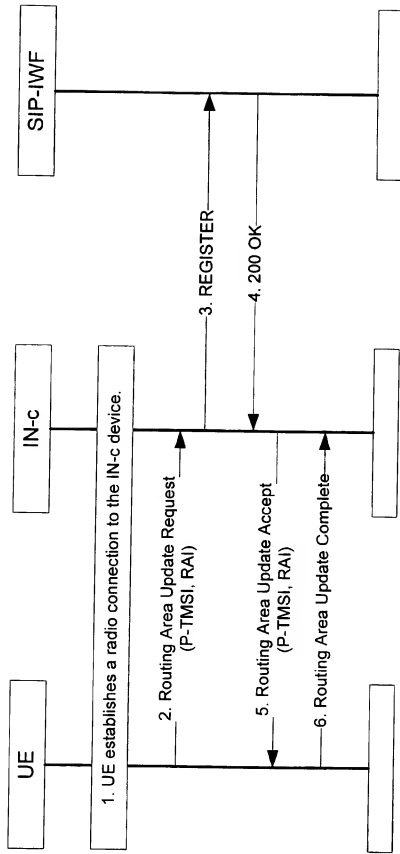 UE
IN-c
SIP-IWF
1. UE establishes a radio connection to the IN-c device.
2. Routing Area Update Request
(P-TMSI, RAI)
3. REGISTER
4. 200 OK
5. Routing Area Update Accept
(P-TMSI, RAI)
6. Routing Area Update Complete